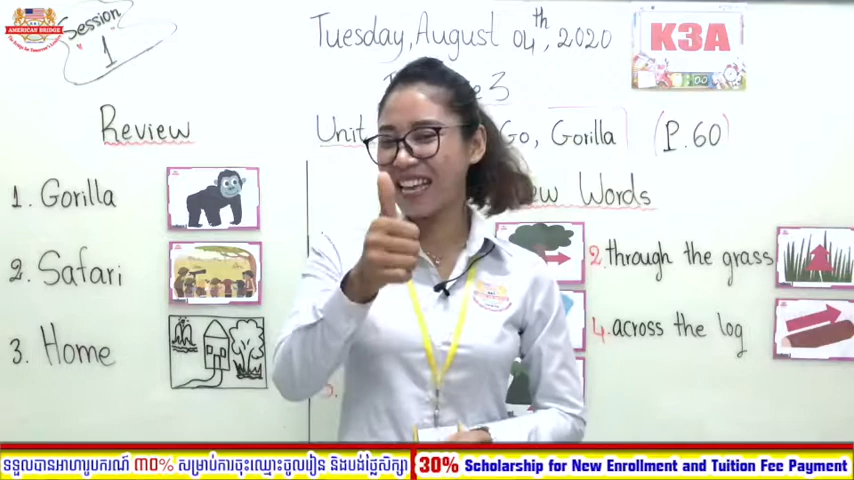 AMERICAN BRIDGE
Session
1
Tuesday, August 04th, 2020
K3A
3
Unit
Go, Gorilla
(P. 60)
Review
1. Gorilla
2. Safari
3. Home
New Words
2. through the grass
4. across the log
ទទួលបានអាហារូបករណ៍ ៣០% សម្រាប់ការចុះឈ្មោះចូលរៀន និងបង់ថ្លៃសិក្សា
30% Scholarship for New Enrollment and Tuition Fee Payment